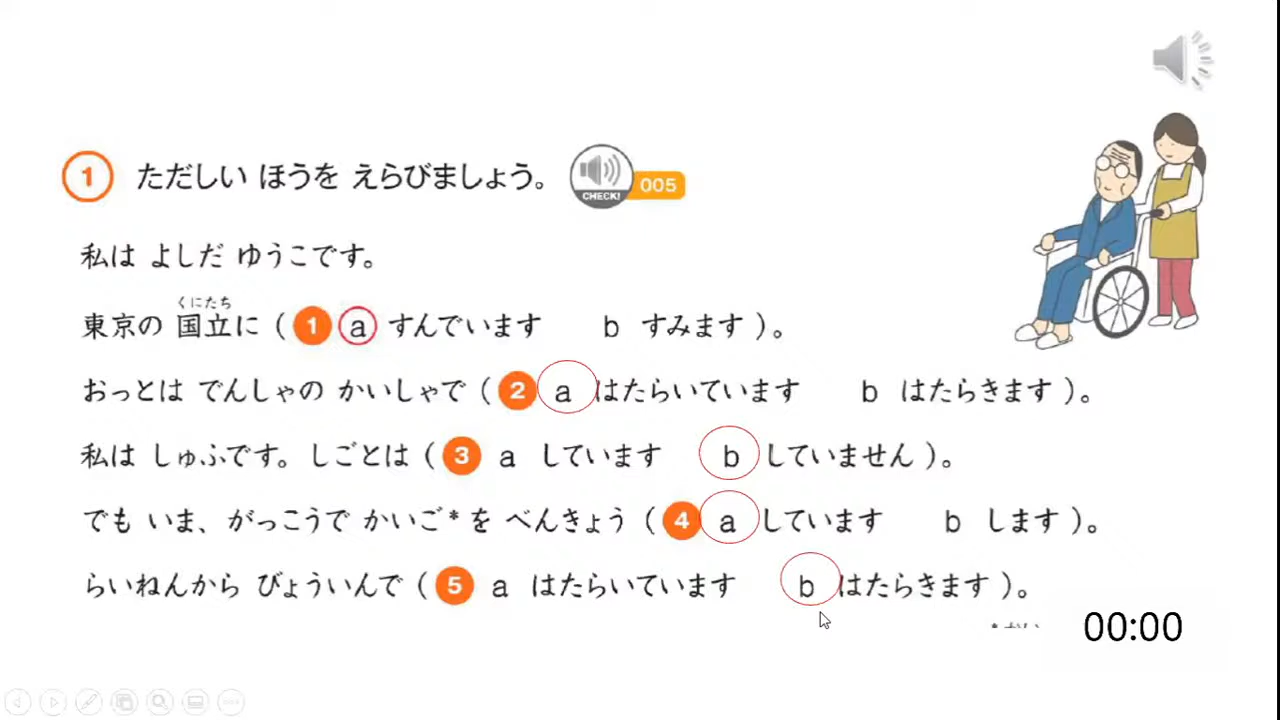 1 ただしい ほうを えらびましょう。 CHECK! 005
私は よしだ ゆうこです。
くにたち
東京の 国立に ( 1 a すんでいます b すみます )。
おっとは でんしゃの かいしゃで ( 2 a はたらいています b はたらきます )。
私は しゅふです。しごとは ( 3 a しています b していません )。
でも いま、がっこうで かいご*を べんきょう ( 4 a しています b します )。
らいねんから びょういんで ( 5 a はたらいています b はたらきます )。
00:00